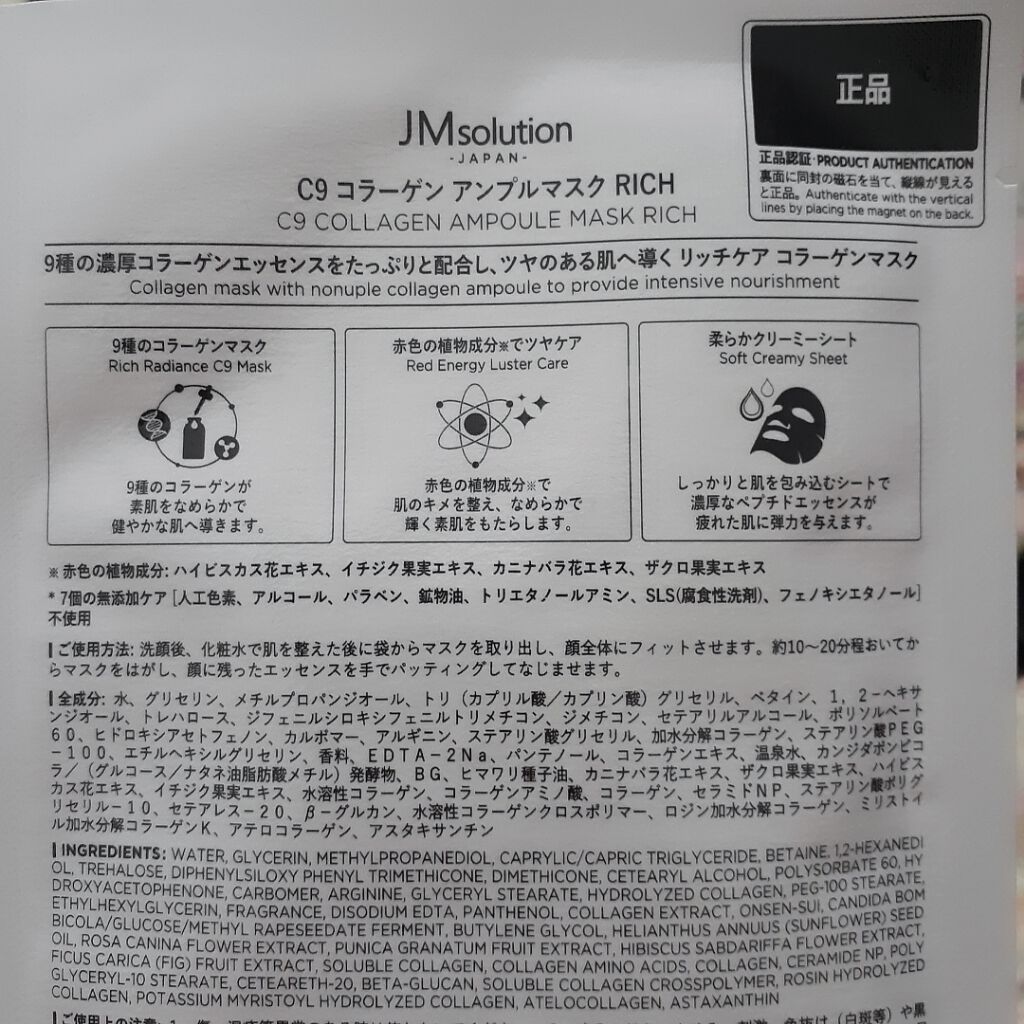 正品
正品認証・PRODUCT AUTHENTICATION
裏面に同封の磁石を当て、縦線が見える
と正品。Authenticate with the vertical
lines by placing the magnet on the back.
JMsolution
-JAPAN-
C9 コラーゲン アンプルマスク RICH
C9 COLLAGEN AMPOULE MASK RICH
9種の濃厚コラーゲンエッセンスをたっぷりと配合し、ツヤのある肌へ導くリッチケア コラーゲンマスク
Collagen mask with nonuple collagen ampoule to provide intensive nourishment
9種のコラーゲンマスク
Rich Radiance C9 Mask
9種のコラーゲンが
素肌をなめらかで
健やかな肌へ導きます。
赤色の植物成分※でツヤケア
Red Energy Luster Care
赤色の植物成分※で
肌のキメを整え、なめらかで
輝く素肌をもたらします。
柔らかクリーミーシート
Soft Creamy Sheet
しっかりと肌を包み込むシートで
濃厚なペプチドエッセンスが
疲れた肌に弾力を与えます。
※ 赤色の植物成分: ハイビスカス花エキス、イチジク果実エキス、カニナバラ花エキス、ザクロ果実エキス
* 7個の無添加ケア [人工色素、アルコール、パラベン、鉱物油、トリエタノールアミン、SLS(腐食性洗剤)、フェノキシエタノール]
不使用
┃ご使用方法: 洗顔後、化粧水で肌を整えた後に袋からマスクを取り出し、顔全体にフィットさせます。約10〜20分程おいてか
らマスクをはがし、顔に残ったエッセンスを手でパッティングしてなじませます。
┃全成分: 水、グリセリン、メチルプロパンジオール、トリ（カプリル酸／カプリン酸）グリセリル、ベタイン、１，２－ヘキサ
ンジオール、トレハロース、ジフェニルシロキシフェニルトリメチコン、ジメチコン、セテアリルアルコール、ポリソルベート
６０、ヒドロキシアセトフェノン、カルボマー、アルギニン、ステアリン酸グリセリル、加水分解コラーゲン、ステアリン酸ＰＥＧ
－１００、エチルヘキシルグリセリン、香料、ＥＤＴＡ－２Ｎａ、パンテノール、コラーゲンエキス、温泉水、カンジダボンビコ
ラ／（グルコース／ナタネ油脂肪酸メチル）発酵物、ＢＧ、ヒマワリ種子油、カニナバラ花エキス、ザクロ果実エキス、ハイビス
カス花エキス、イチジク果実エキス、水溶性コラーゲン、コラーゲンアミノ酸、コラーゲン、セラミドＮＰ、ステアリン酸ポリグ
リセリル－１０、セテアレス－２０、β－グルカン、水溶性コラーゲンクロスポリマー、ロジン加水分解コラーゲン、ミリストイ
ル加水分解コラーゲンＫ、アテロコラーゲン、アスタキサンチン
┃INGREDIENTS: WATER, GLYCERIN, METHYLPROPANEDIOL, CAPRYLIC/CAPRIC TRIGLYCERIDE, BETAINE, 1,2-HEXANEDI
OL, TREHALOSE, DIPHENYLSILOXY PHENYL TRIMETHICONE, DIMETHICONE, CETEARYL ALCOHOL, POLYSORBATE 60, HY
DROXYACETOPHENONE, CARBOMER, ARGININE, GLYCERYL STEARATE, HYDROLYZED COLLAGEN, PEG-100 STEARATE,
ETHYLHEXYLGLYCERIN, FRAGRANCE, DISODIUM EDTA, PANTHENOL, COLLAGEN EXTRACT, ONSEN-SUI, CANDIDA BOM
BICOLA/GLUCOSE/METHYL RAPESEEDATE FERMENT, BUTYLENE GLYCOL, HELIANTHUS ANNUUS (SUNFLOWER) SEED
OIL, ROSA CANINA FLOWER EXTRACT, PUNICA GRANATUM FRUIT EXTRACT, HIBISCUS SABDARIFFA FLOWER EXTRACT,
FICUS CARICA (FIG) FRUIT EXTRACT, SOLUBLE COLLAGEN, COLLAGEN AMINO ACIDS, COLLAGEN, CERAMIDE NP, POLY
GLYCERYL-10 STEARATE, CETEARETH-20, BETA-GLUCAN, SOLUBLE COLLAGEN CROSSPOLYMER, ROSIN HYDROLYZED
COLLAGEN, POTASSIUM MYRISTOYL HYDROLYZED COLLAGEN, ATELOCOLLAGEN, ASTAXANTHIN
┃ご使用上の注意: 1.